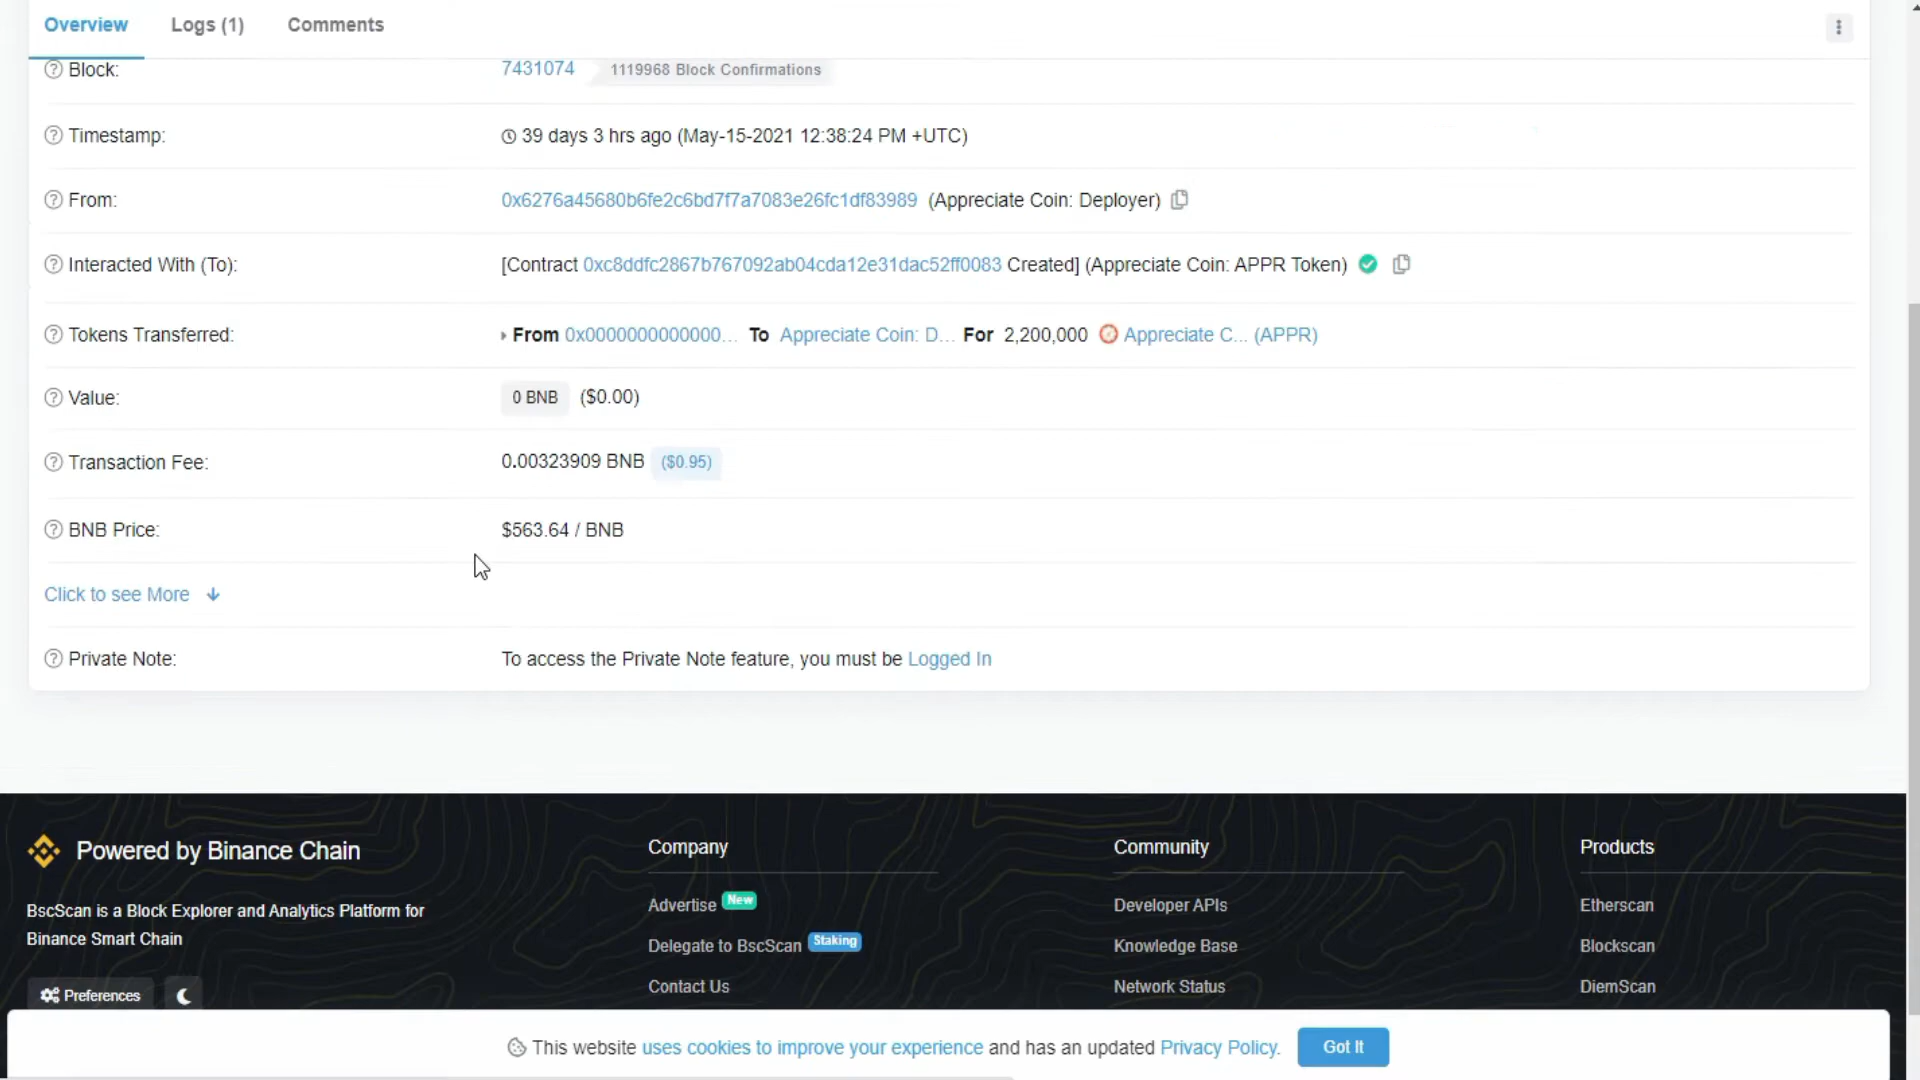 Overview Logs (1) Comments
Block: 7431074 1119968 Block Confirmations
Timestamp: 39 days 3 hrs ago (May-15-2021 12:38:24 PM +UTC)
From: 0x6276a45680b6fe2c6bd7f7a7083e26fc1df83989 (Appreciate Coin: Deployer)
Interacted With (To): [Contract 0xc8ddfc2867b767092ab04cda12e31dac52ff0083 Created] (Appreciate Coin: APPR Token)
Tokens Transferred: From 0x0000000000000... To Appreciate Coin: D... For 2,200,000 Appreciate C... (APPR)
Value: 0 BNB ($0.00)
Transaction Fee: 0.00323909 BNB ($0.95)
BNB Price: $563.64 / BNB
Click to see More
Private Note: To access the Private Note feature, you must be Logged In
Powered by Binance Chain
BscScan is a Block Explorer and Analytics Platform for
Binance Smart Chain
Preferences
Company
Advertise New
Delegate to BscScan Staking
Contact Us
Community
Developer APIs
Knowledge Base
Network Status
Products
Etherscan
Blockscan
DiemScan
This website uses cookies to improve your experience and has an updated Privacy Policy. Got It